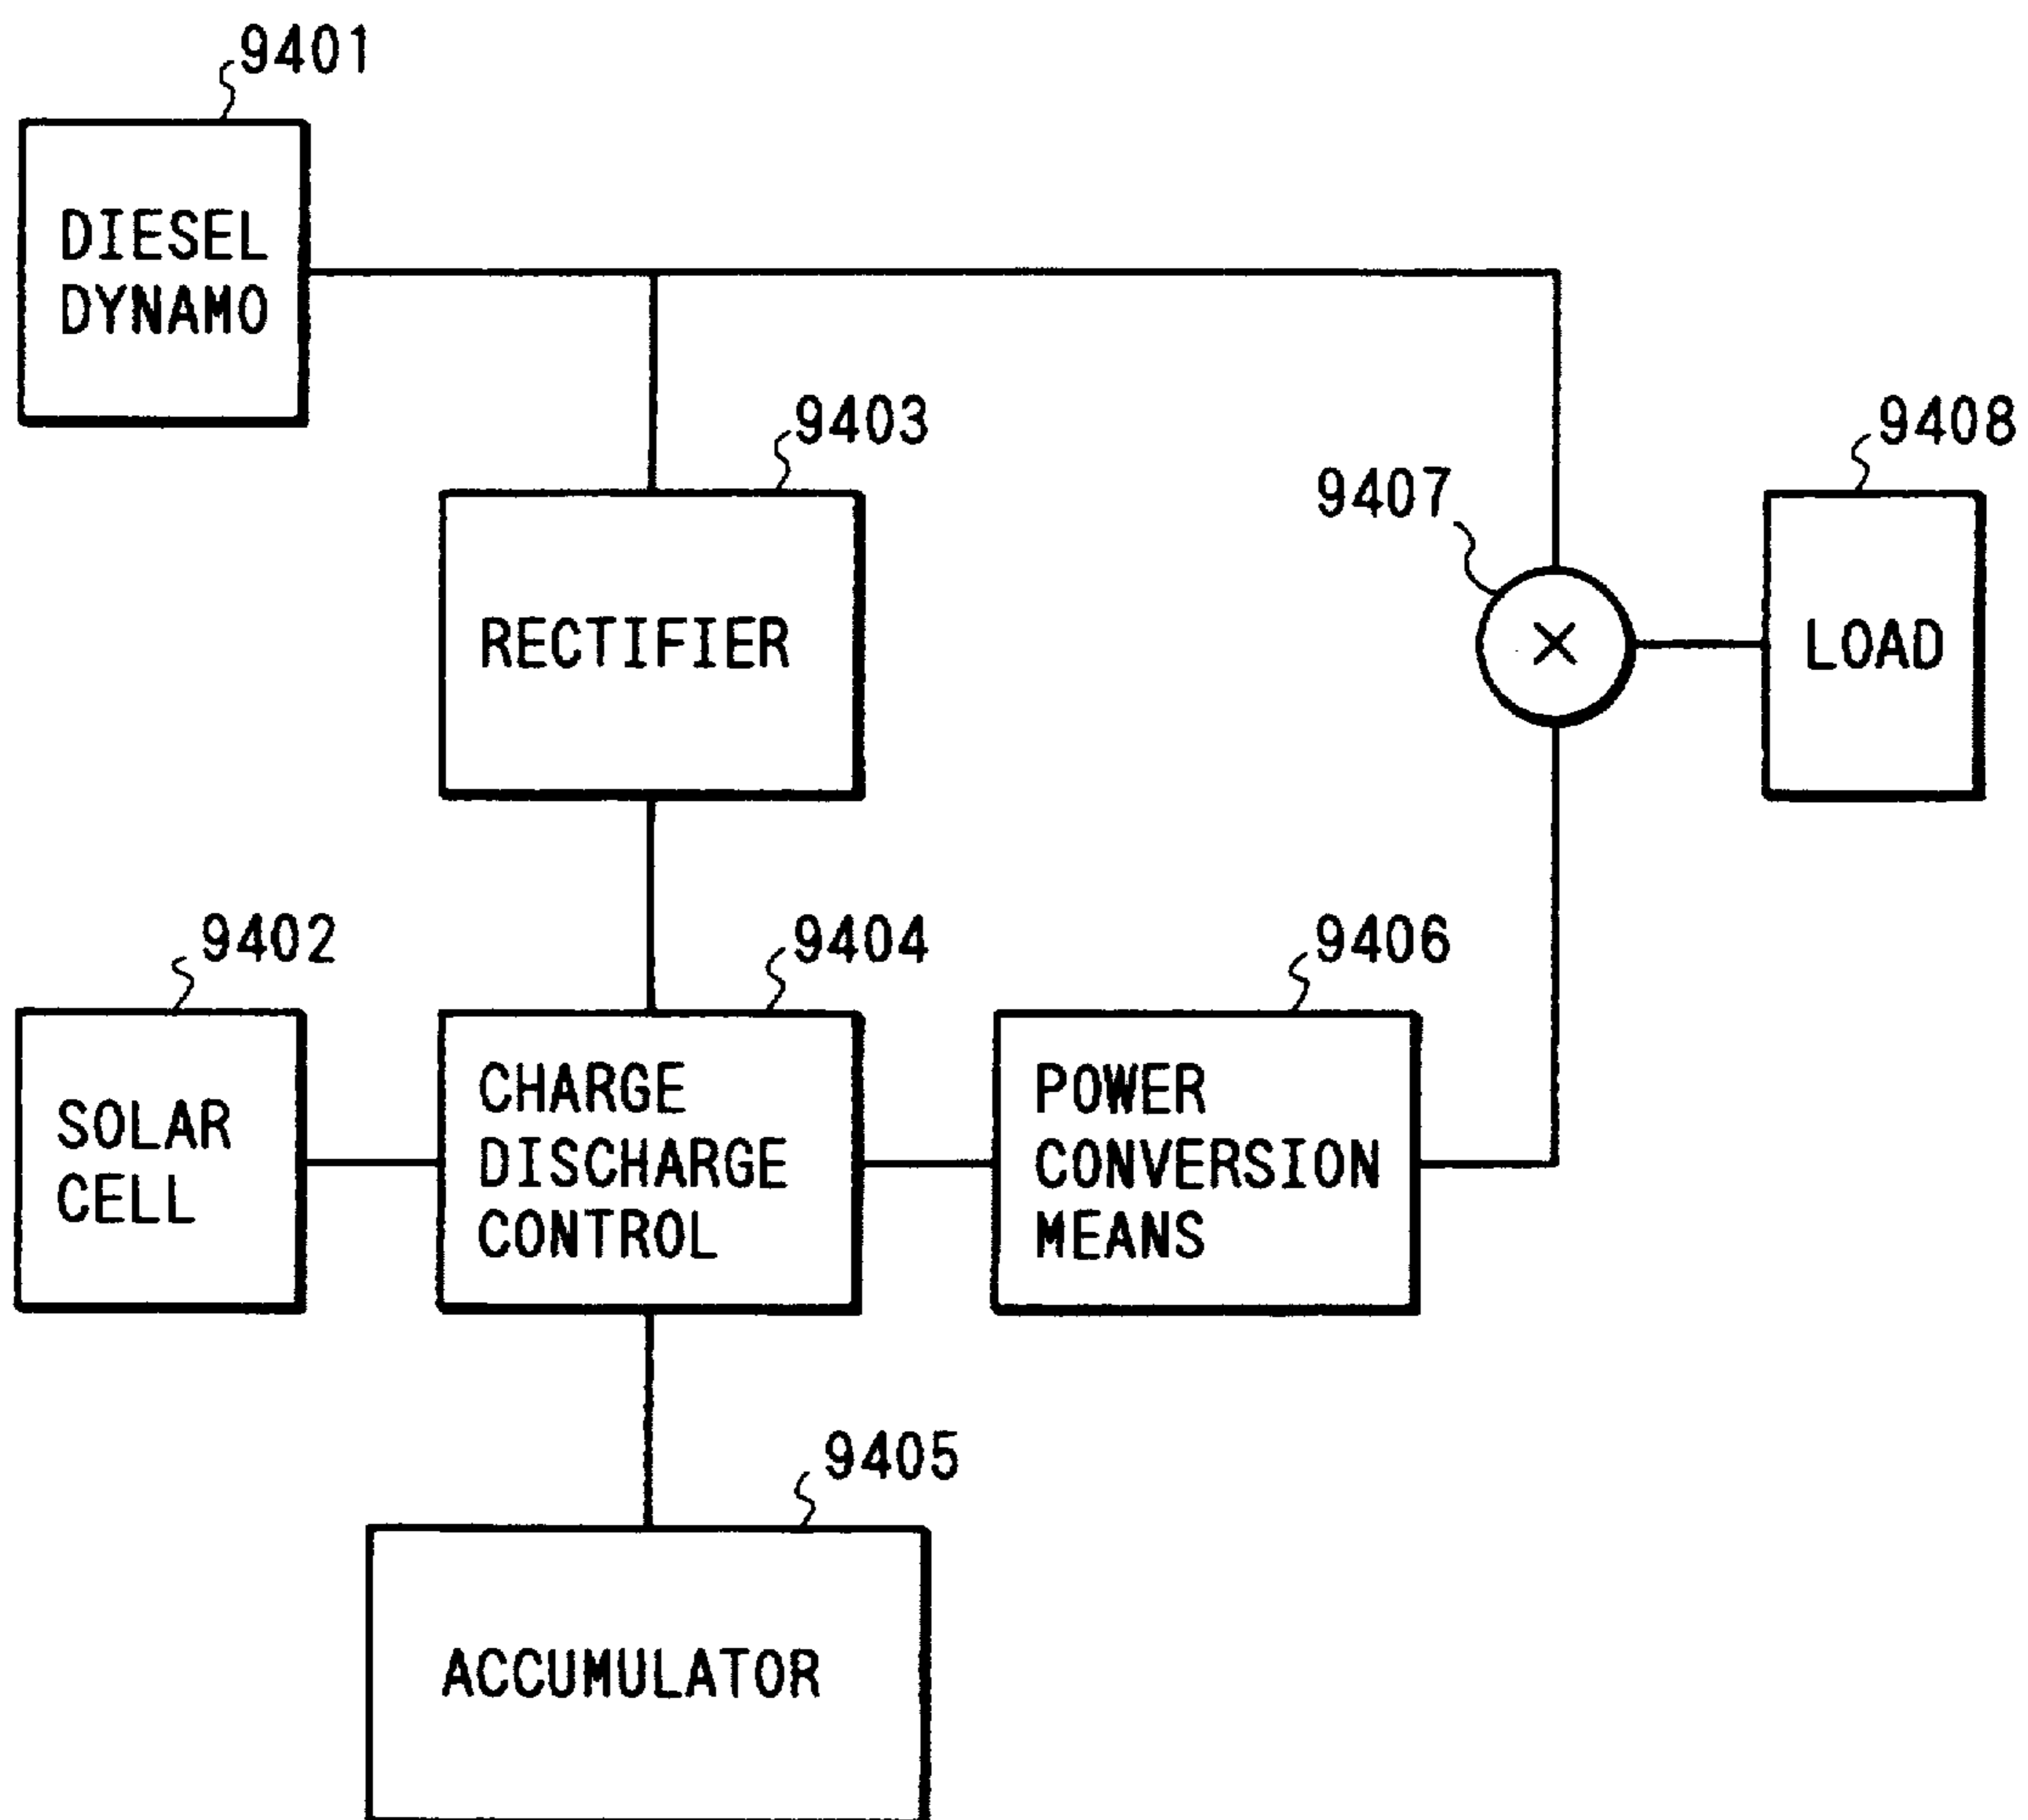 9401
DIESEL
DYNAMO
9403
9408
9407
RECTIFIER
×
LOAD
9402
9404
9406
SOLAR
CELL
CHARGE
DISCHARGE
CONTROL
POWER
CONVERSION
MEANS
9405
ACCUMULATOR